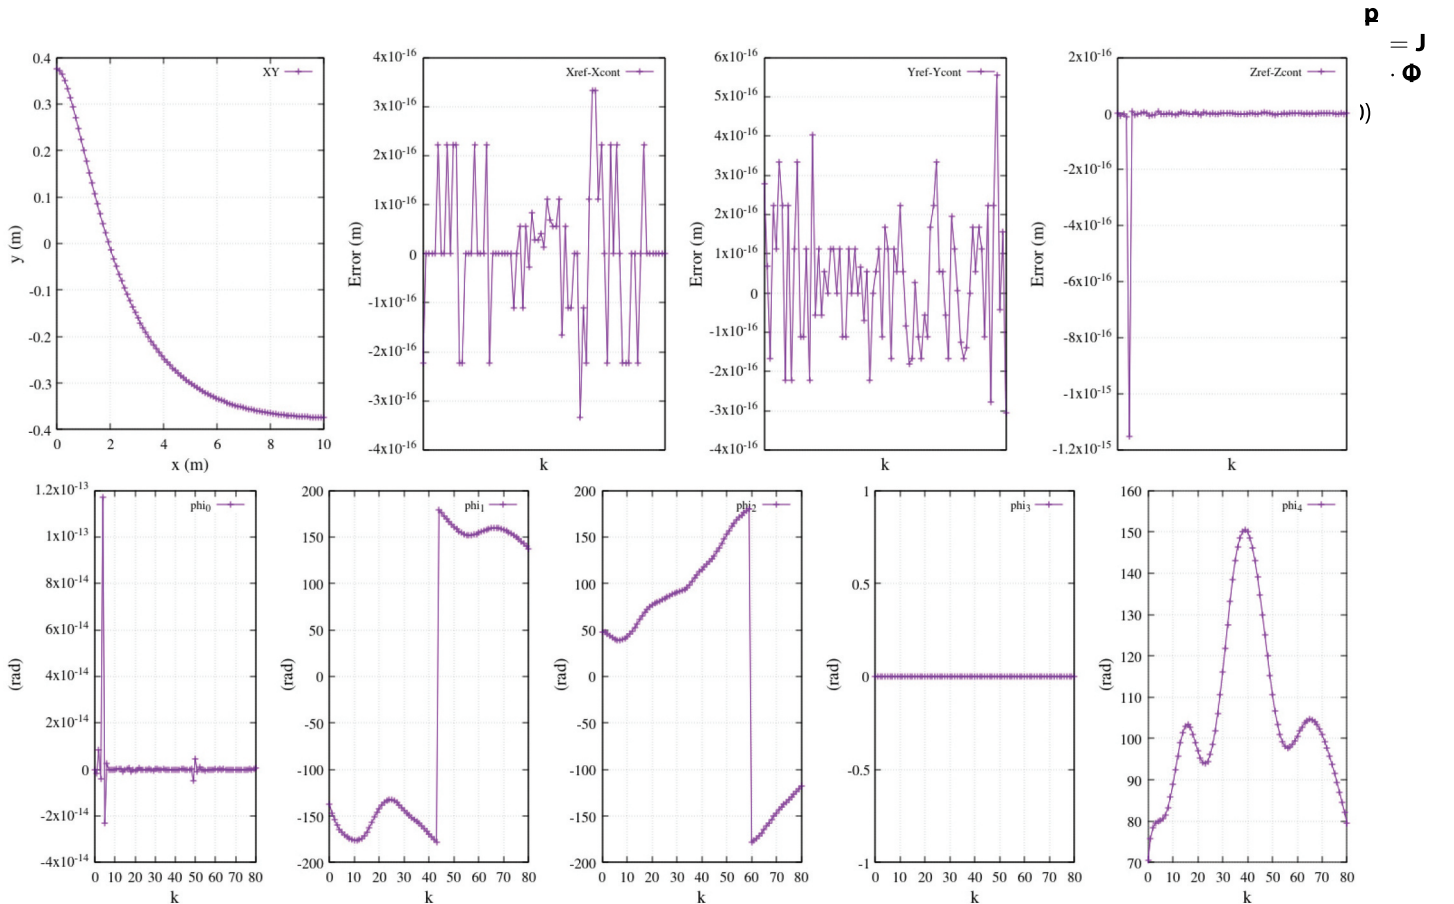 p
= J
· Φ
))
XY
0.4
0.3
0.2
0.1
0
-0.1
-0.2
-0.3
-0.4
y (m)
0 2 4 6 8 10
x (m)
Xref-Xcont
4x10-16
3x10-16
2x10-16
1x10-16
0
-1x10-16
-2x10-16
-3x10-16
-4x10-16
Error (m)
k
Yref-Ycont
6x10-16
5x10-16
4x10-16
3x10-16
2x10-16
1x10-16
0
-1x10-16
-2x10-16
-3x10-16
-4x10-16
Error (m)
k
Zref-Zcont
2x10-16
0
-2x10-16
-4x10-16
-6x10-16
-8x10-16
-1x10-15
-1.2x10-15
Error (m)
k
phi0
1.2x10-13
1x10-13
8x10-14
6x10-14
4x10-14
2x10-14
0
-2x10-14
-4x10-14
(rad)
0 10 20 30 40 50 60 70 80
k
phi1
200
150
100
50
0
-50
-100
-150
-200
(rad)
0 10 20 30 40 50 60 70 80
k
phi2
200
150
100
50
0
-50
-100
-150
-200
(rad)
0 10 20 30 40 50 60 70 80
k
phi3
1
0.5
0
-0.5
-1
(rad)
0 10 20 30 40 50 60 70 80
k
phi4
160
150
140
130
120
110
100
90
80
70
(rad)
0 10 20 30 40 50 60 70 80
k